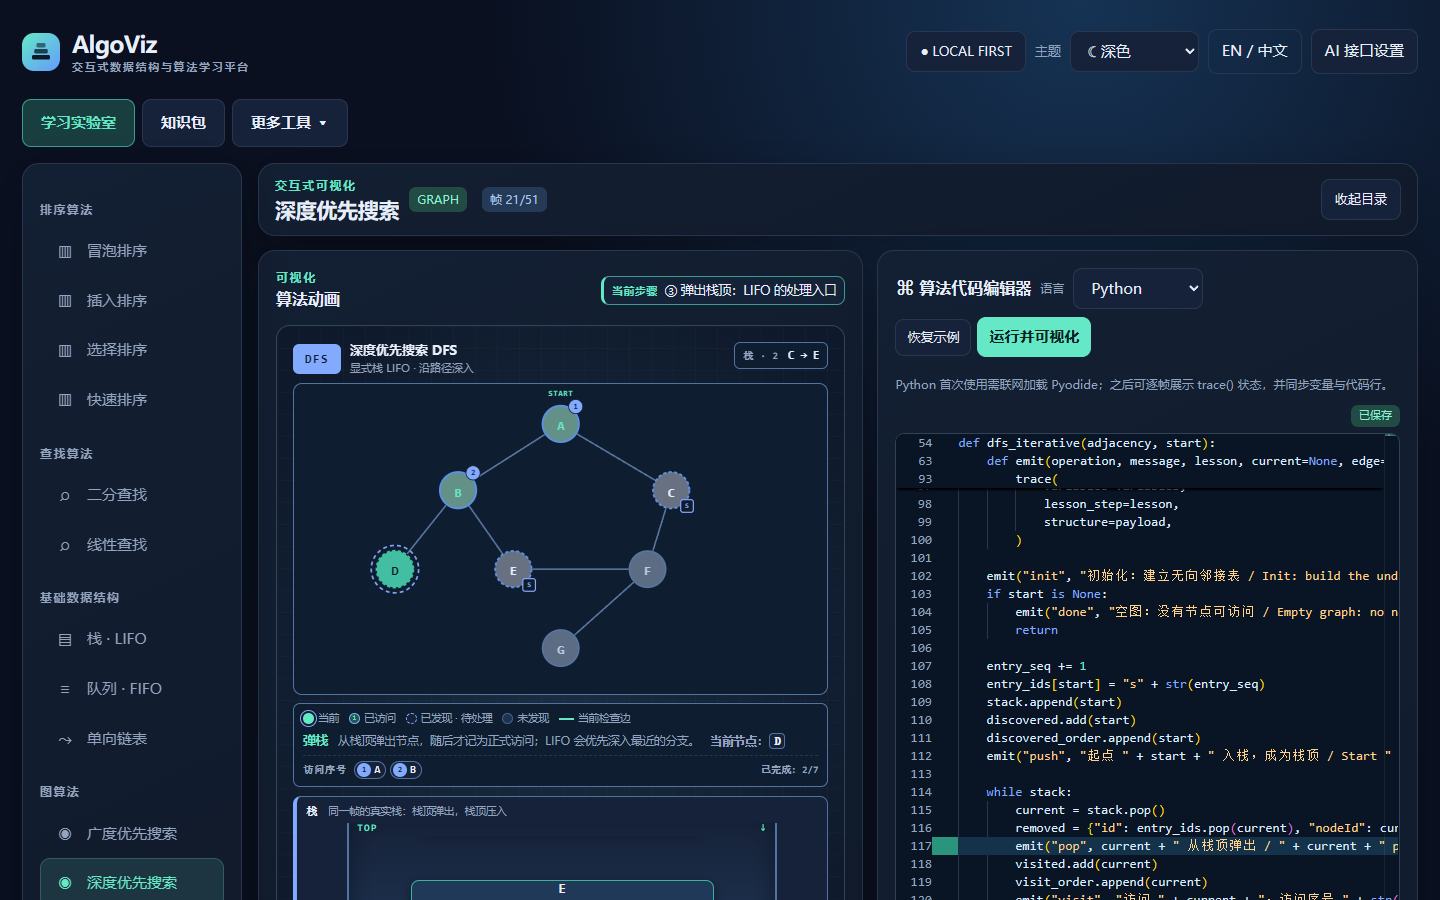 AlgoViz
交互式数据结构与算法学习平台
● LOCAL FIRST
主题
☾ 深色
EN / 中文
AI 接口设置
学习实验室
知识包
更多工具 ▾
排序算法
冒泡排序
插入排序
选择排序
快速排序
查找算法
二分查找
线性查找
基础数据结构
栈 · LIFO
队列 · FIFO
单向链表
图算法
广度优先搜索
深度优先搜索
交互式可视化
深度优先搜索
GRAPH
帧 21/51
收起目录
可视化
算法动画
当前步骤 ③ 弹出栈顶：LIFO 的处理入口
DFS
深度优先搜索 DFS
显式栈 LIFO · 沿路径深入
栈 · 2 C → E
START
A
1
B
2
C
S
D
E
S
F
G
当前
1 已访问
已发现 · 待处理
未发现
当前检查边
弹栈 从栈顶弹出节点，随后才记为正式访问；LIFO 会优先深入最近的分支。 当前节点： D
访问序号 1 A 2 B
已完成：2/7
栈 同一帧的真实栈：栈顶弹出，栈顶压入
TOP ↓
E
⌘ 算法代码编辑器
语言
Python
恢复示例
运行并可视化
Python 首次使用需联网加载 Pyodide；之后可逐帧展示 trace() 状态，并同步变量与代码行。
已保存
54 def dfs_iterative(adjacency, start):
63 def emit(operation, message, lesson, current=None, edge=
93 trace(
98 lesson_step=lesson,
99 structure=payload,
100 )
101
102 emit("init", "初始化：建立无向邻接表 / Init: build the und
103 if start is None:
104 emit("done", "空图：没有节点可访问 / Empty graph: no n
105 return
106
107 entry_seq += 1
108 entry_ids[start] = "s" + str(entry_seq)
109 stack.append(start)
110 discovered.add(start)
111 discovered_order.append(start)
112 emit("push", "起点 " + start + " 入栈，成为栈顶 / Start "
113
114 while stack:
115 current = stack.pop()
116 removed = {"id": entry_ids.pop(current), "nodeId": cur
117 emit("pop", current + " 从栈顶弹出 / " + current + " p
118 visited.add(current)
119 visit_order.append(current)
120 emit("visit", "访问 " + current + "，访问序号 " + str(